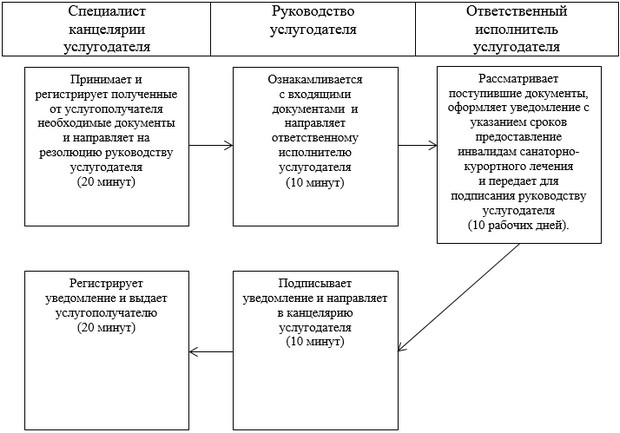 Специалист
канцелярии
услугодателя
Руководство
услугодателя
Ответственный
исполнитель
услугодателя
Принимает и
регистрирует полученные
от услугополучателя
необходимые документы
и направляет на
резолюцию руководству
услугодателя
(20 минут)
Ознакамливается
с входящими
документами и
направляет
ответственному
исполнителю
услугодателя
(10 минут)
Рассматривает
поступившие документы,
оформляет уведомление с
указанием сроков
предоставление
инвалидам санаторно-
курортного лечения
и передает для
подписания руководству
услугодателя
(10 рабочих дней).
Регистрирует
уведомление и выдает
услугополучателю
(20 минут)
Подписывает
уведомление и направляет
в канцелярию
услугодателя
(10 минут)